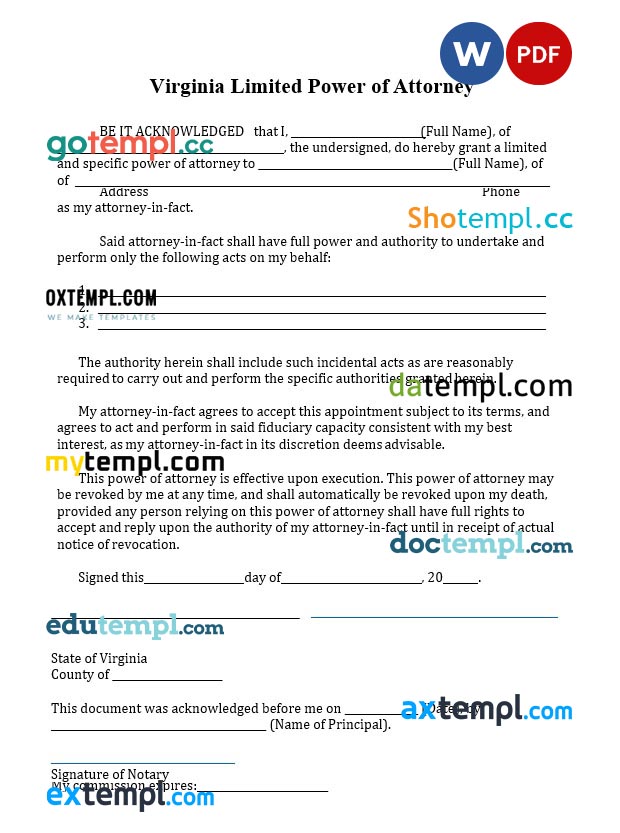 W PDF
Virginia Limited Power of Attorney
BE IT ACKNOWLEDGED that I, ____________________(Full Name), of
gotempl.cc
______________________________, the undersigned, do hereby grant a limited
and specific power of attorney to ______________________________(Full Name), of
of ______________________________
Address Phone
as my attorney-in-fact.
Shotempl.cc
Said attorney-in-fact shall have full power and authority to undertake and
perform only the following acts on my behalf:
1. ______________________________
OXTEMPL.COM
2. ______________________________
WE MAKE TEMPLATES
3. ______________________________
The authority herein shall include such incidental acts as are reasonably
required to carry out and perform the specific authorities granted herein.
datempl.com
My attorney-in-fact agrees to accept this appointment subject to its terms, and
agrees to act and perform in said fiduciary capacity consistent with my best
interest, as my attorney-in-fact in its discretion deems advisable.
mytempl.com
This power of attorney is effective upon execution. This power of attorney may
be revoked by me at any time, and shall automatically be revoked upon my death,
provided any person relying on this power of attorney shall have full rights to
accept and reply upon the authority of my attorney-in-fact until in receipt of actual
notice of revocation.
doctempl.com
Signed this_______________day of_____________________, 20_____.
edutempl.com
State of Virginia
County of ________________
This document was acknowledged before me on ___________ (Date) by
axtempl.com
_______________________________ (Name of Principal).
Signature of Notary
My commission expires:___________________
extempl.com